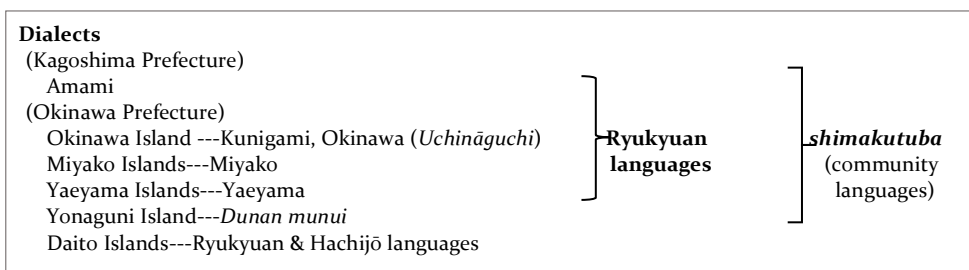 Dialects
(Kagoshima Prefecture)
Amami
(Okinawa Prefecture)
Okinawa Island ---Kunigami, Okinawa (Uchināguchi)
Miyako Islands---Miyako
Yaeyama Islands---Yaeyama
Yonaguni Island---Dunan munui
Daito Islands---Ryukyuan & Hachijō languages
Ryukyuan
languages
shimakutuba
(community
languages)